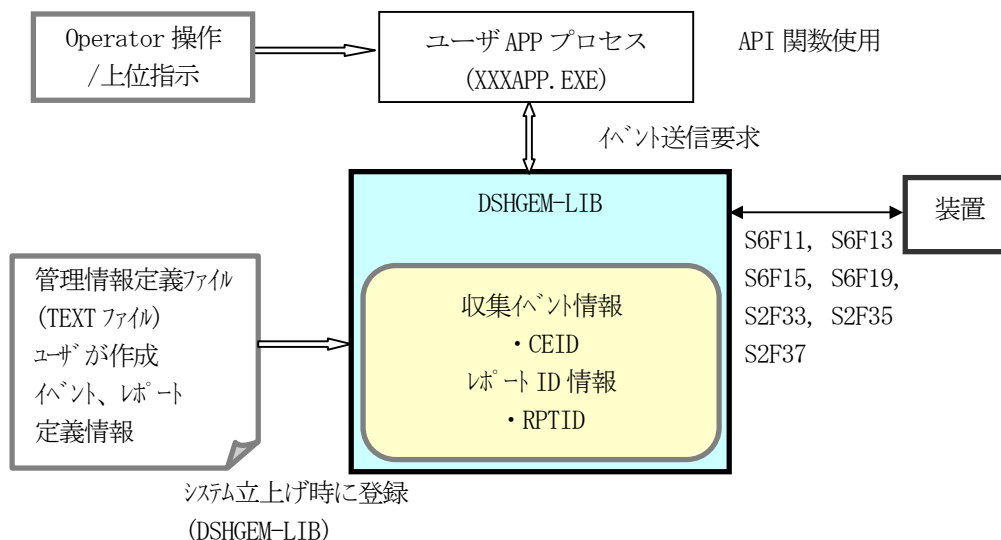 Operator 操作
/上位指示
ユーザ APP プロセス
(XXXAPP.EXE)
API 関数使用
イベント送信要求
DSHGEM-LIB
装置
S6F11, S6F13
S6F15, S6F19,
S2F33, S2F35
S2F37
管理情報定義ファイル
(TEXT ファイル)
ユーザが作成
イベント、レポート
定義情報
収集イベント情報
・CEID
レポート ID 情報
・RPTID
システム立上げ時に登録
(DSHGEM-LIB)